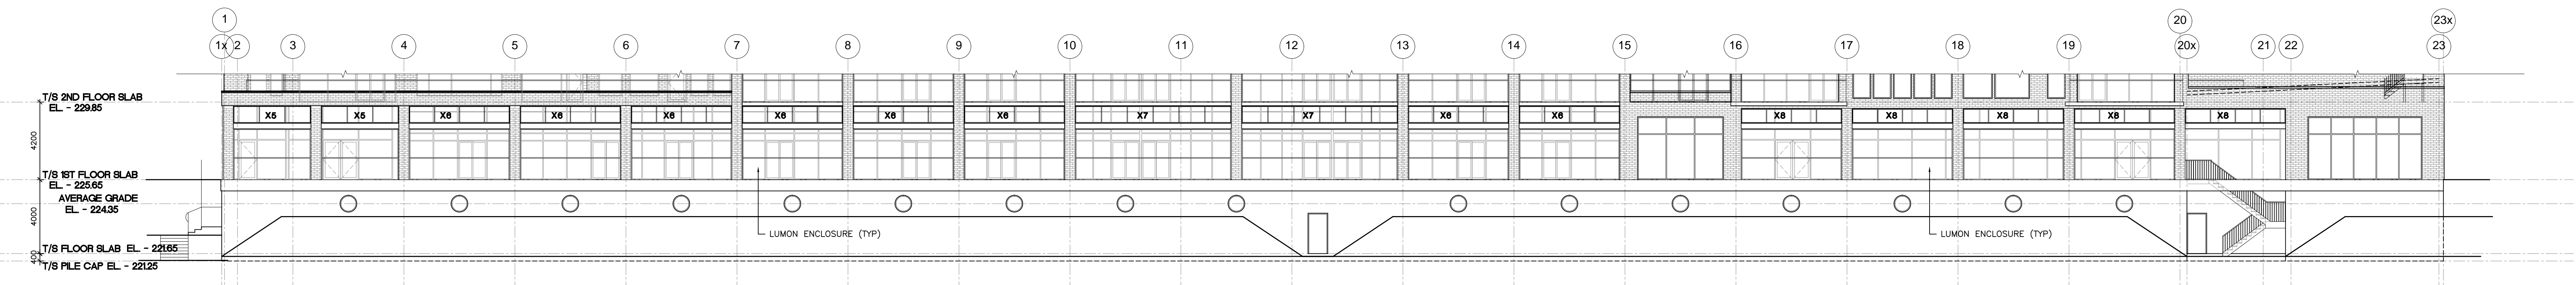 1
20
23x
1x
2
3
4
5
6
7
8
9
10
11
12
13
14
15
16
17
18
19
20x
21
22
23
T/S 2ND FLOOR SLAB
EL. - 229.85
X5
X5
X6
X6
X6
X6
X6
X6
X7
X7
X6
X6
X8
X8
X8
X8
X8
4200
T/S 1ST FLOOR SLAB
EL. - 225.65
AVERAGE GRADE
EL. - 224.35
4000
LUMON ENCLOSURE (TYP)
LUMON ENCLOSURE (TYP)
T/S FLOOR SLAB EL. - 221.65
400
T/S PILE CAP EL. - 221.25